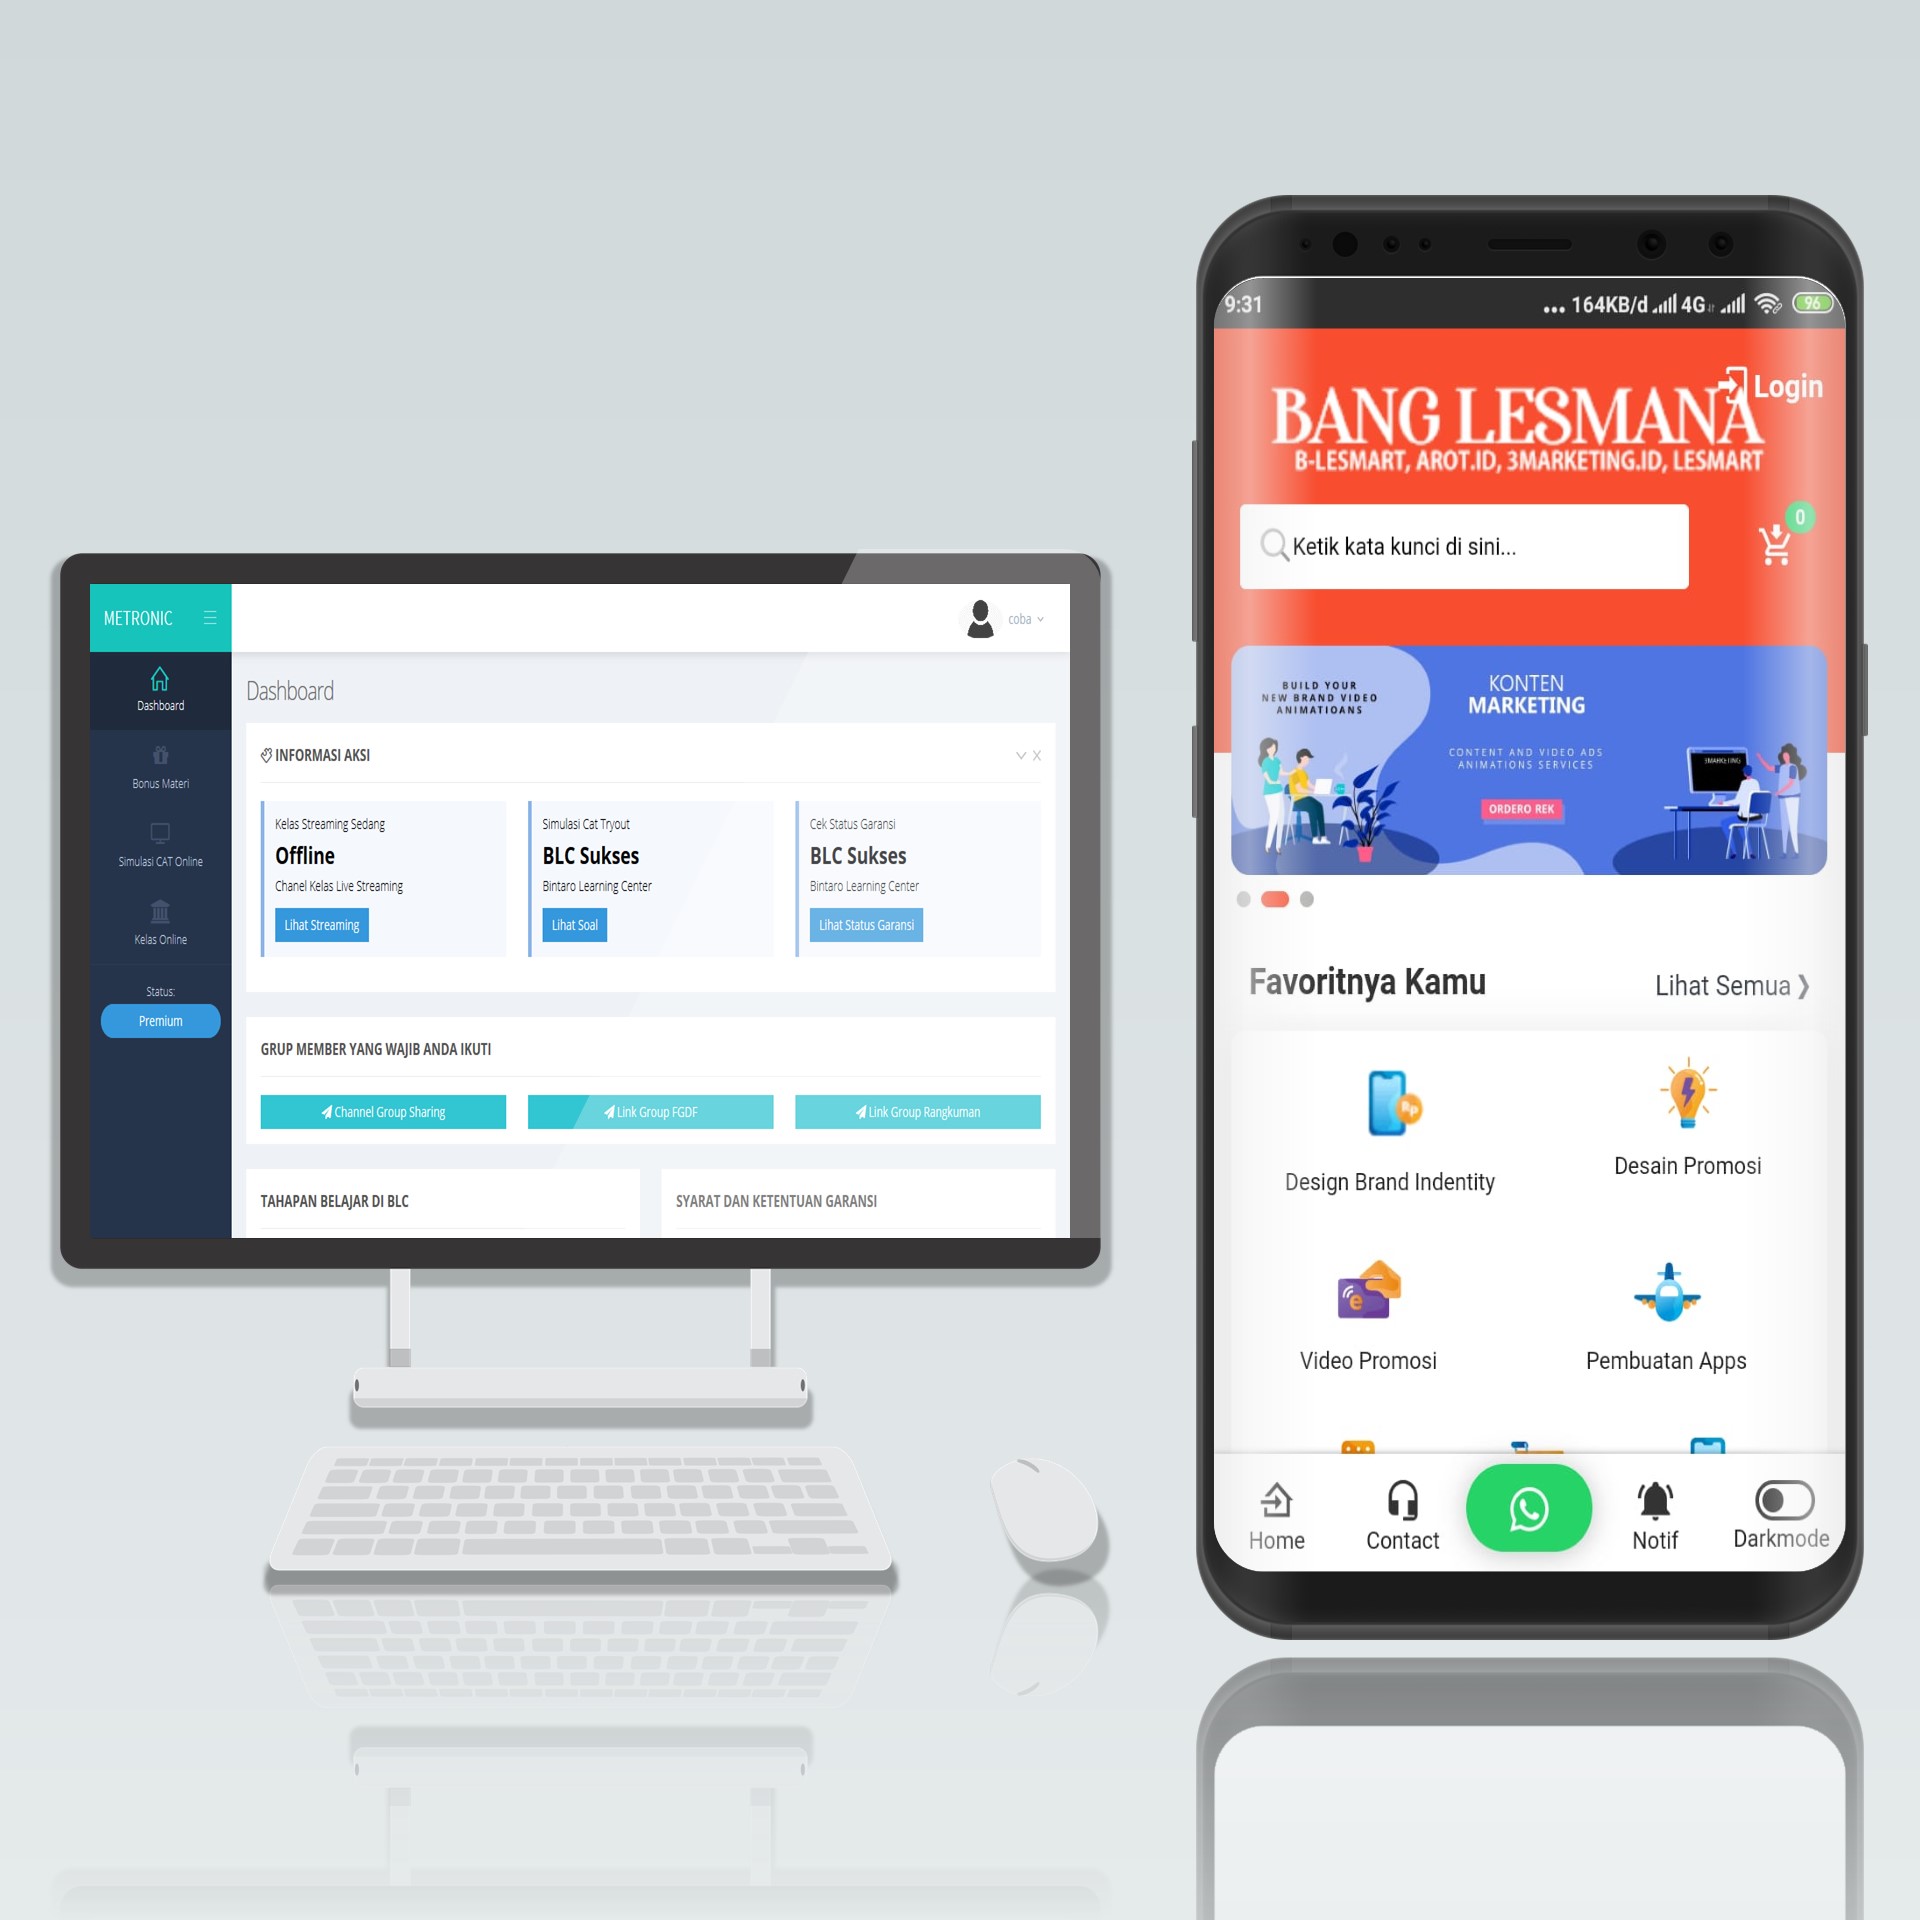 METRONIC
coba
Dashboard
Bonus Materi
Simulasi CAT Online
Kelas Online
Status:
Premium
Dashboard
INFORMASI AKSI
Kelas Streaming Sedang
Offline
Chanel Kelas Live Streaming
Lihat Streaming
Simulasi Cat Tryout
BLC Sukses
Bintaro Learning Center
Lihat Soal
Cek Status Garansi
BLC Sukses
Bintaro Learning Center
Lihat Status Garansi
GRUP MEMBER YANG WAJIB ANDA IKUTI
Channel Group Sharing
Link Group FGDF
Link Group Rangkuman
TAHAPAN BELAJAR DI BLC
SYARAT DAN KETENTUAN GARANSI
9:31
... 164KB/d 4G 96
Login
BANG LESMANA
B-LESMART, AROT.ID, 3MARKETING.ID, LESMART
Ketik kata kunci di sini...
0
BUILD YOUR
NEW BRAND VIDEO
ANIMATIOANS
KONTEN
MARKETING
CONTENT AND VIDEO ADS
ANIMATIONS SERVICES
ORDERO REK
3MARKETING
Favoritnya Kamu
Lihat Semua
Design Brand Indentity
Desain Promosi
Video Promosi
Pembuatan Apps
Home
Contact
Notif
Darkmode